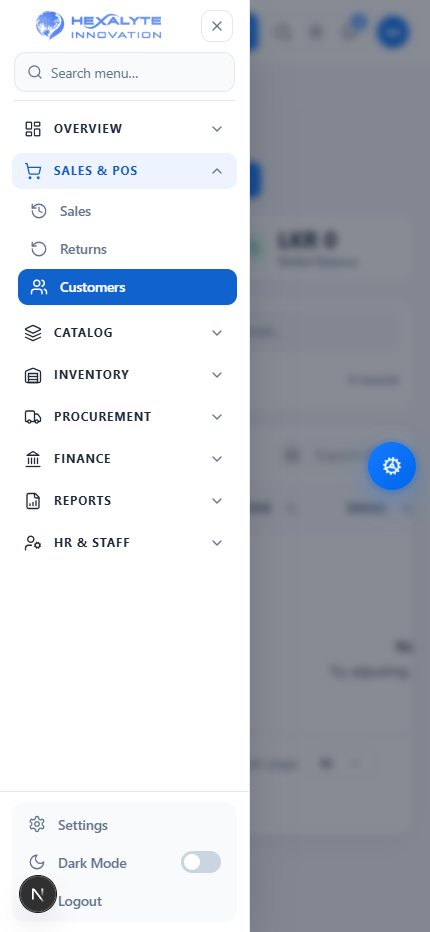 HEXALYTE
INNOVATION
Search menu...
OVERVIEW
SALES & POS
Sales
Returns
Customers
CATALOG
INVENTORY
PROCUREMENT
FINANCE
REPORTS
HR & STAFF
Settings
Dark Mode
N
Logout
LKR 0